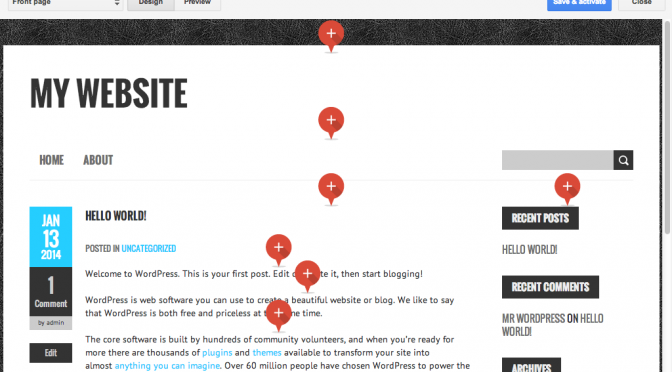 Front page Design Preview Save & activate Close
MY WEBSITE
HOME ABOUT
JAN
13
2014
1
Comment
by admin
Edit
HELLO WORLD!
POSTED IN UNCATEGORIZED
Welcome to WordPress. This is your first post. Edit it, then start blogging!
WordPress is web software you can use to create a beautiful website or blog. We like to say
that WordPress is both free and priceless at time.
The core software is built by hundreds of community volunteers, and when you're ready for
more there are thousands of plugins and themes available to transform your site into
almost anything you can imagine. Over 60 million people have chosen WordPress to power the
RECENT POSTS
HELLO WORLD!
RECENT COMMENTS
MR WORDPRESS ON HELLO
WORLD!
ARCHIVES